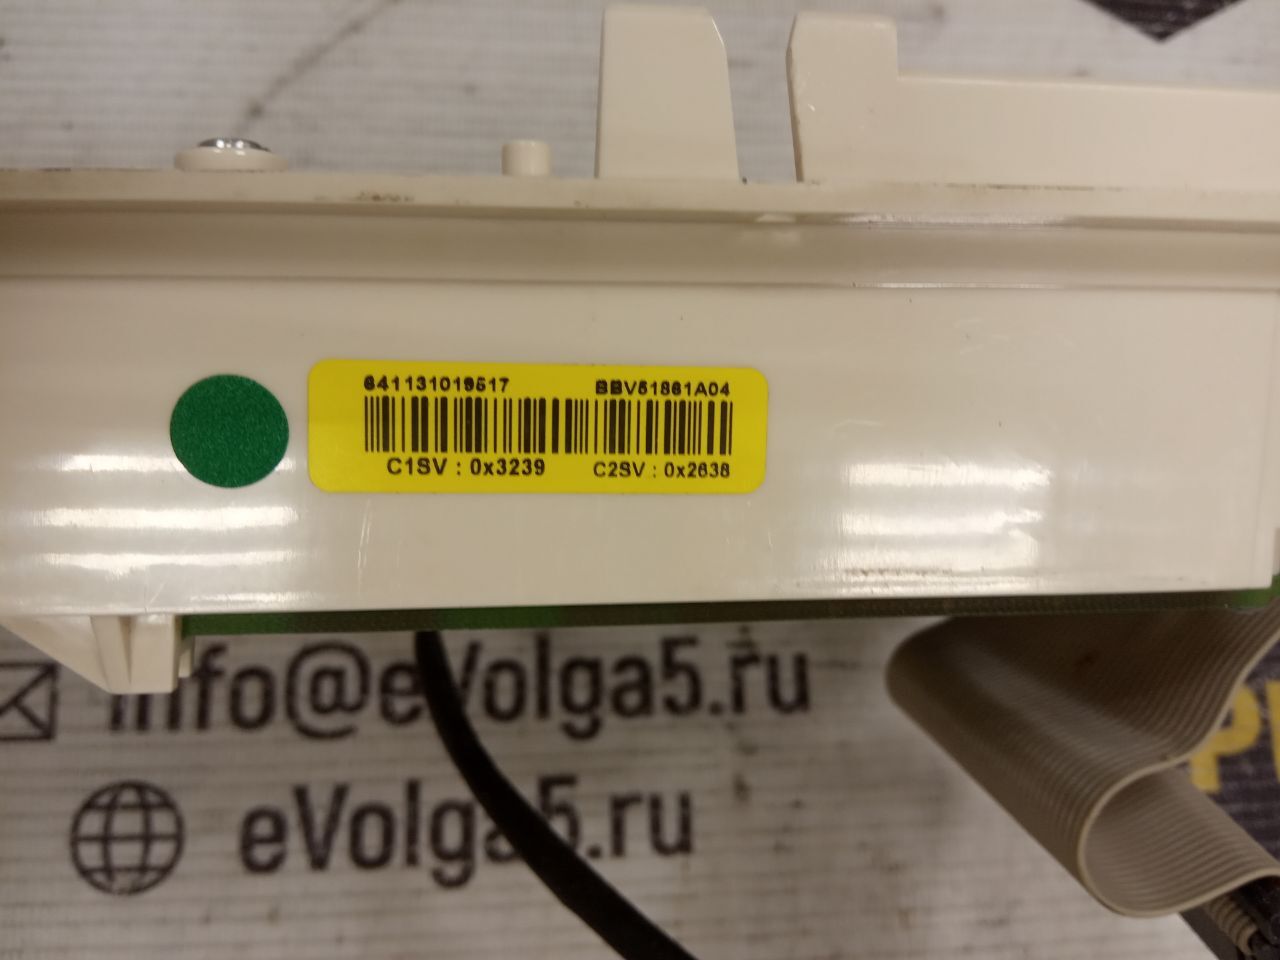 641131019517 BBV51861A04
C1SV : 0x3239 C2SV : 0x2638
info@eVolga5.ru
eVolga5.ru